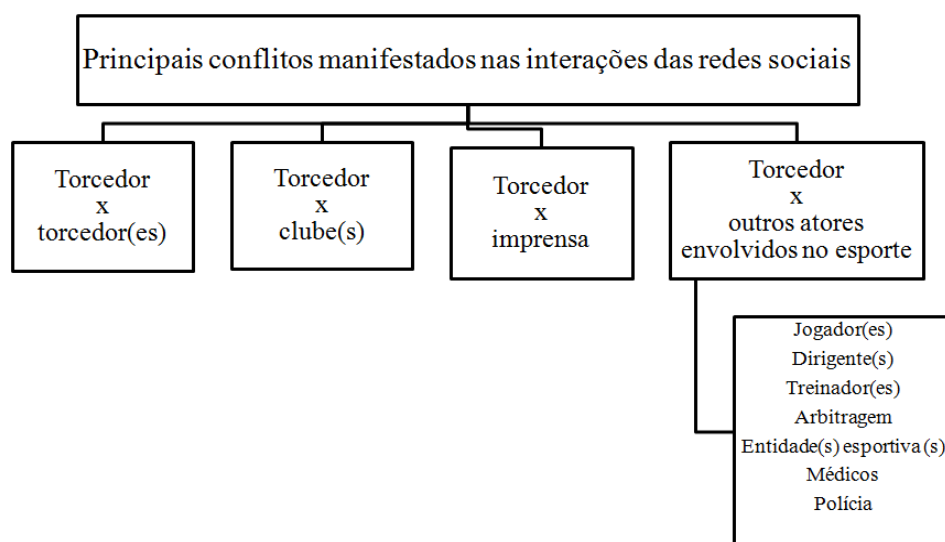 Principais conflitos manifestados nas interações das redes sociais
Torcedor
x
torcedor(es)
Torcedor
x
clube(s)
Torcedor
x
imprensa
Torcedor
x
outros atores
envolvidos no esporte
Jogador(es)
Dirigente(s)
Treinador(es)
Arbitragem
Entidade(s) esportiva (s)
Médicos
Polícia